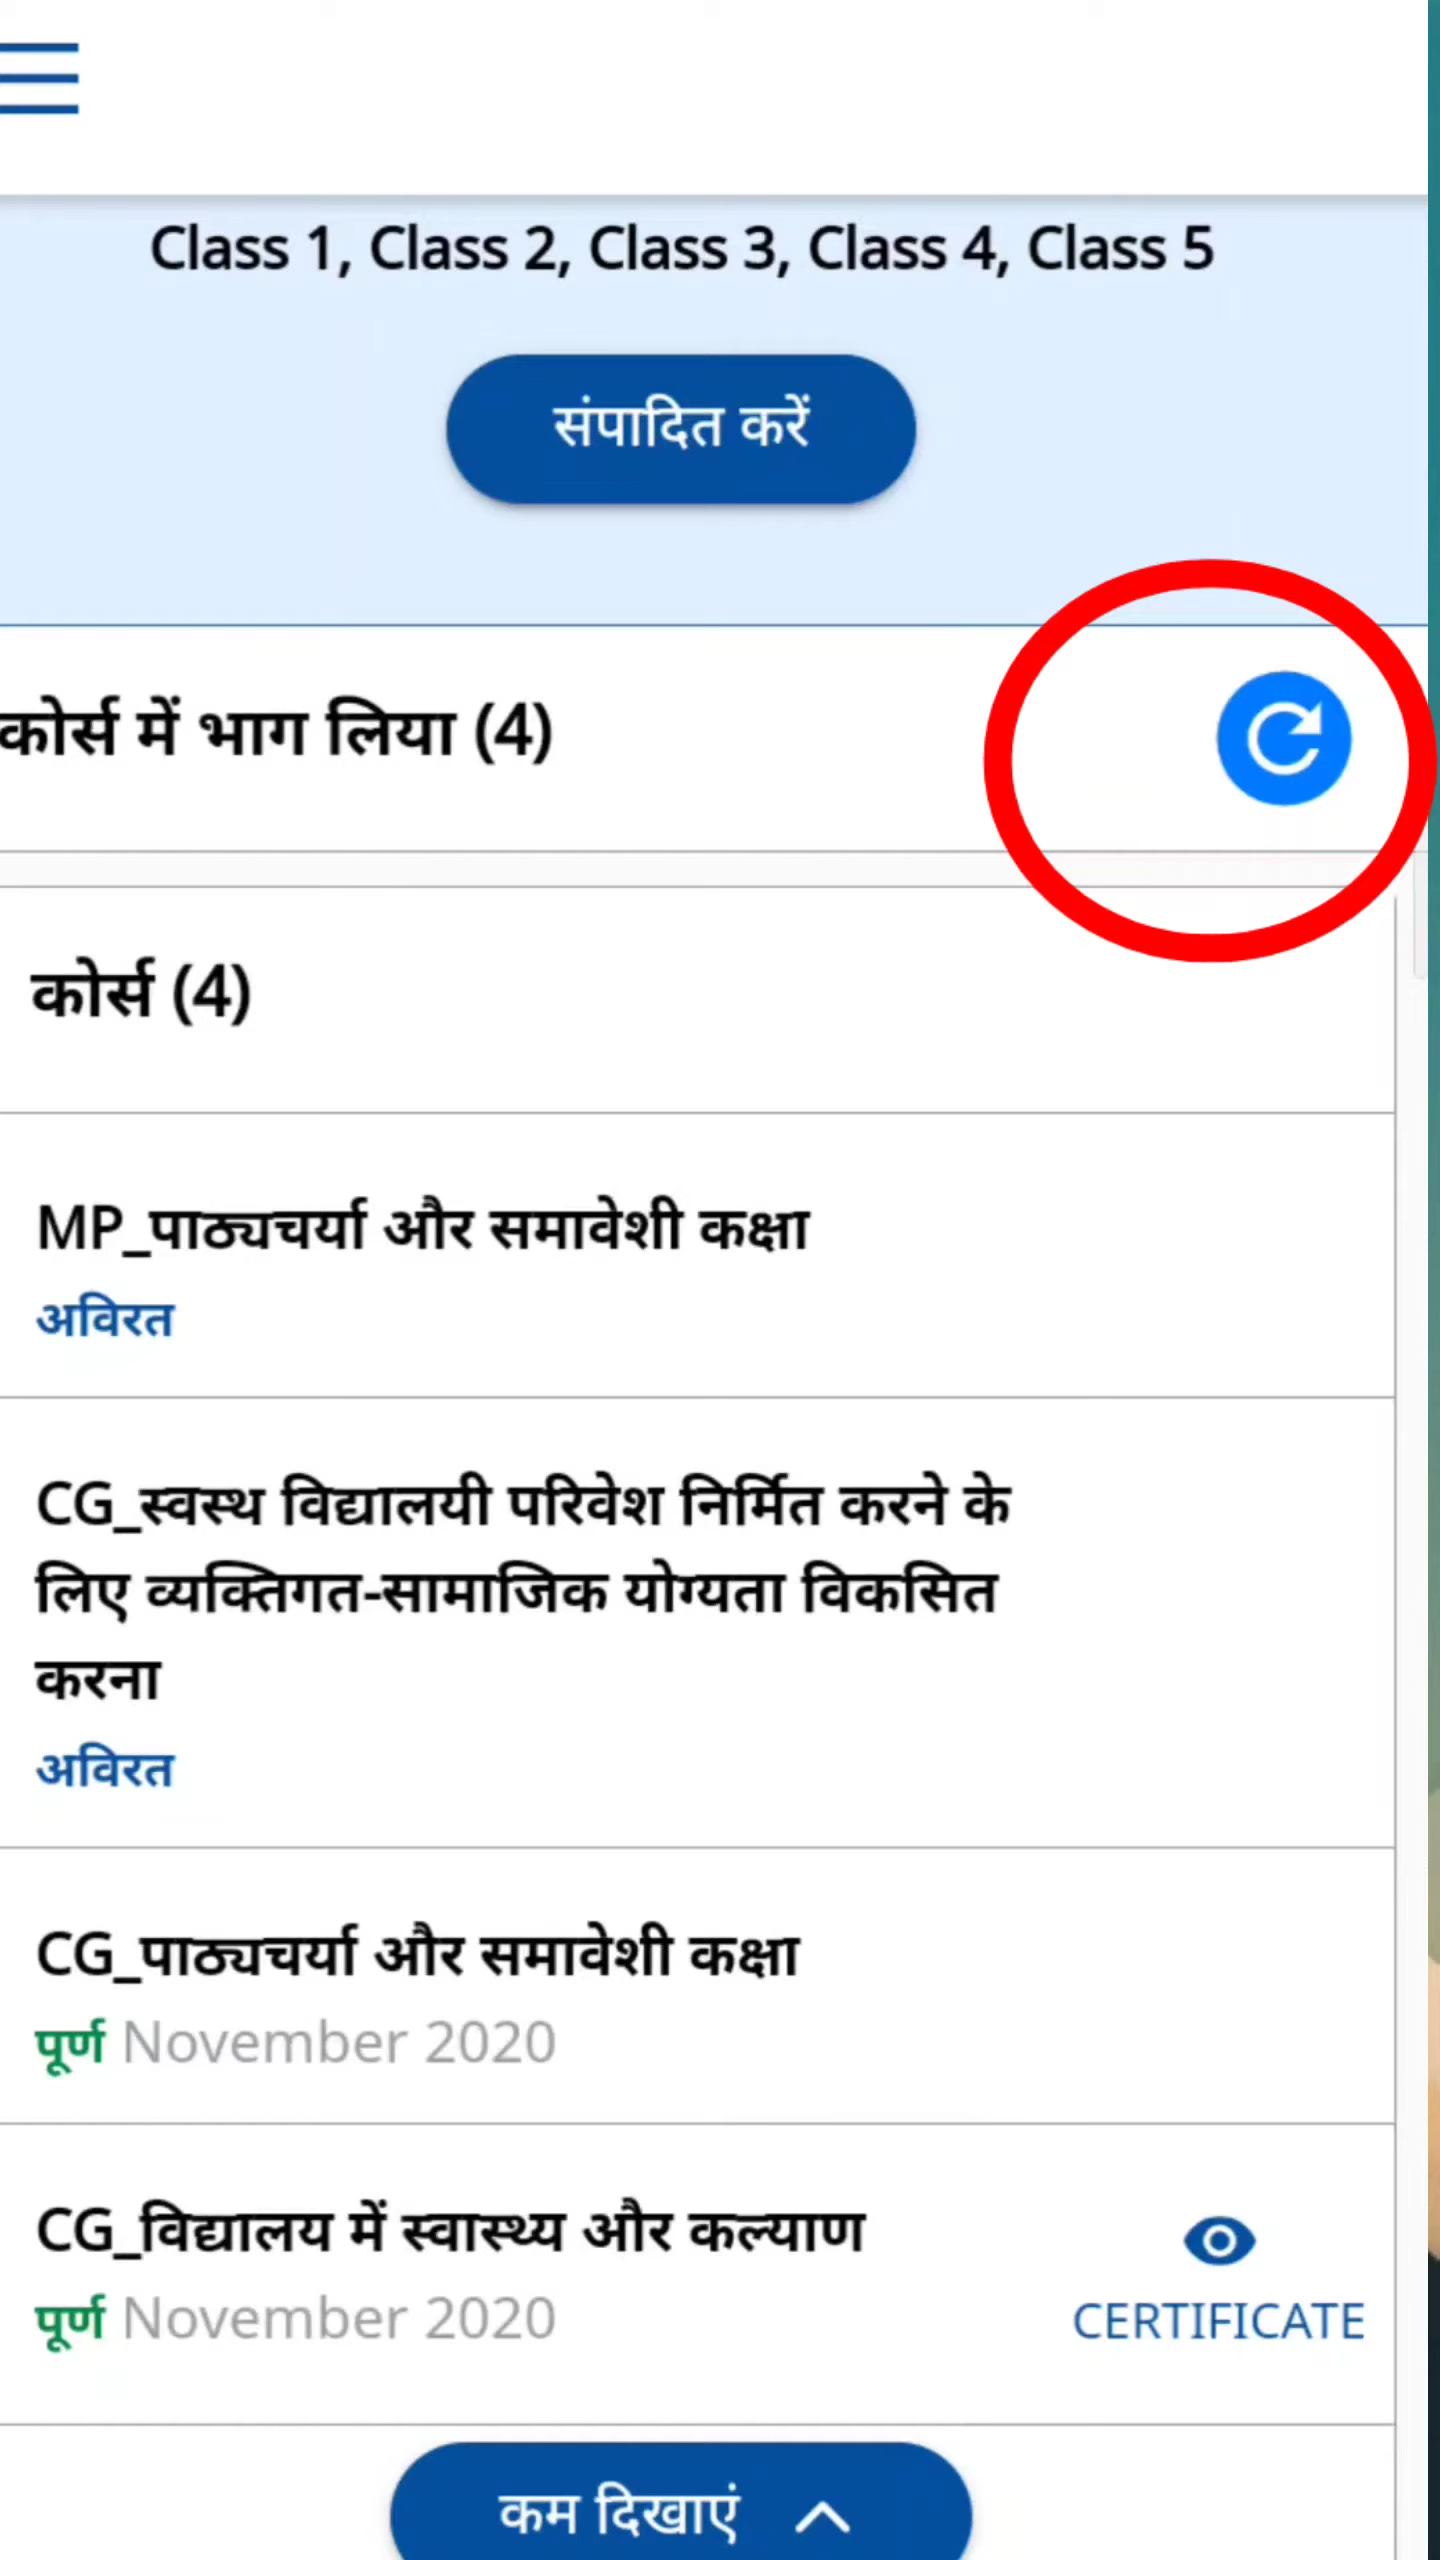 Class 1, Class 2, Class 3, Class 4, Class 5
संपादित करें
कोर्स में भाग लिया (4)
कोर्स (4)
MP_पाठ्यचर्या और समावेशी कक्षा
अविरत
CG_स्वस्थ विद्यालयी परिवेश निर्मित करने के
लिए व्यक्तिगत-सामाजिक योग्यता विकसित
करना
अविरत
CG_पाठ्यचर्या और समावेशी कक्षा
पूर्ण November 2020
CG_विद्यालय में स्वास्थ्य और कल्याण
पूर्ण November 2020
CERTIFICATE
कम दिखाएं